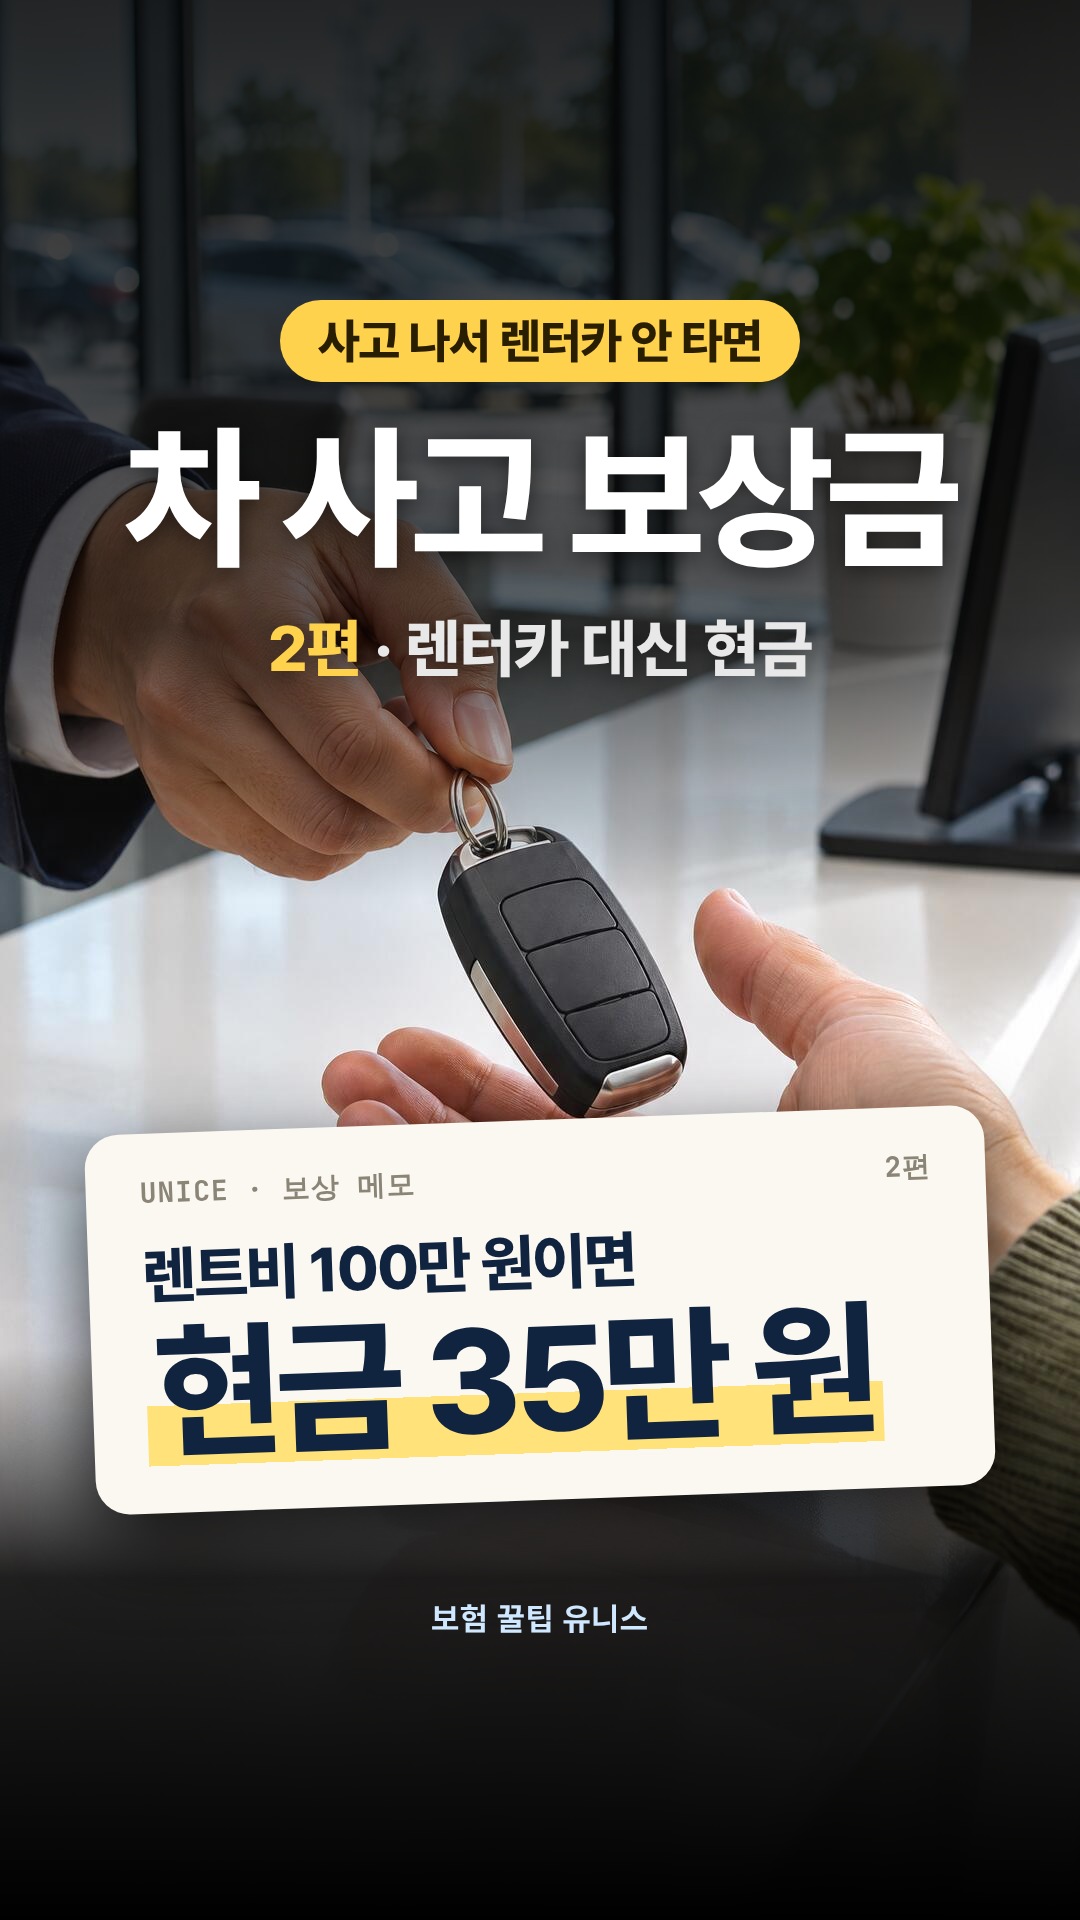 사고 나서 렌터카 안 타면
차 사고 보상금
2편 · 렌터카 대신 현금
UNICE · 보상 메모
2편
렌트비 100만 원이면
현금 35만 원
보험 꿀팁 유니스